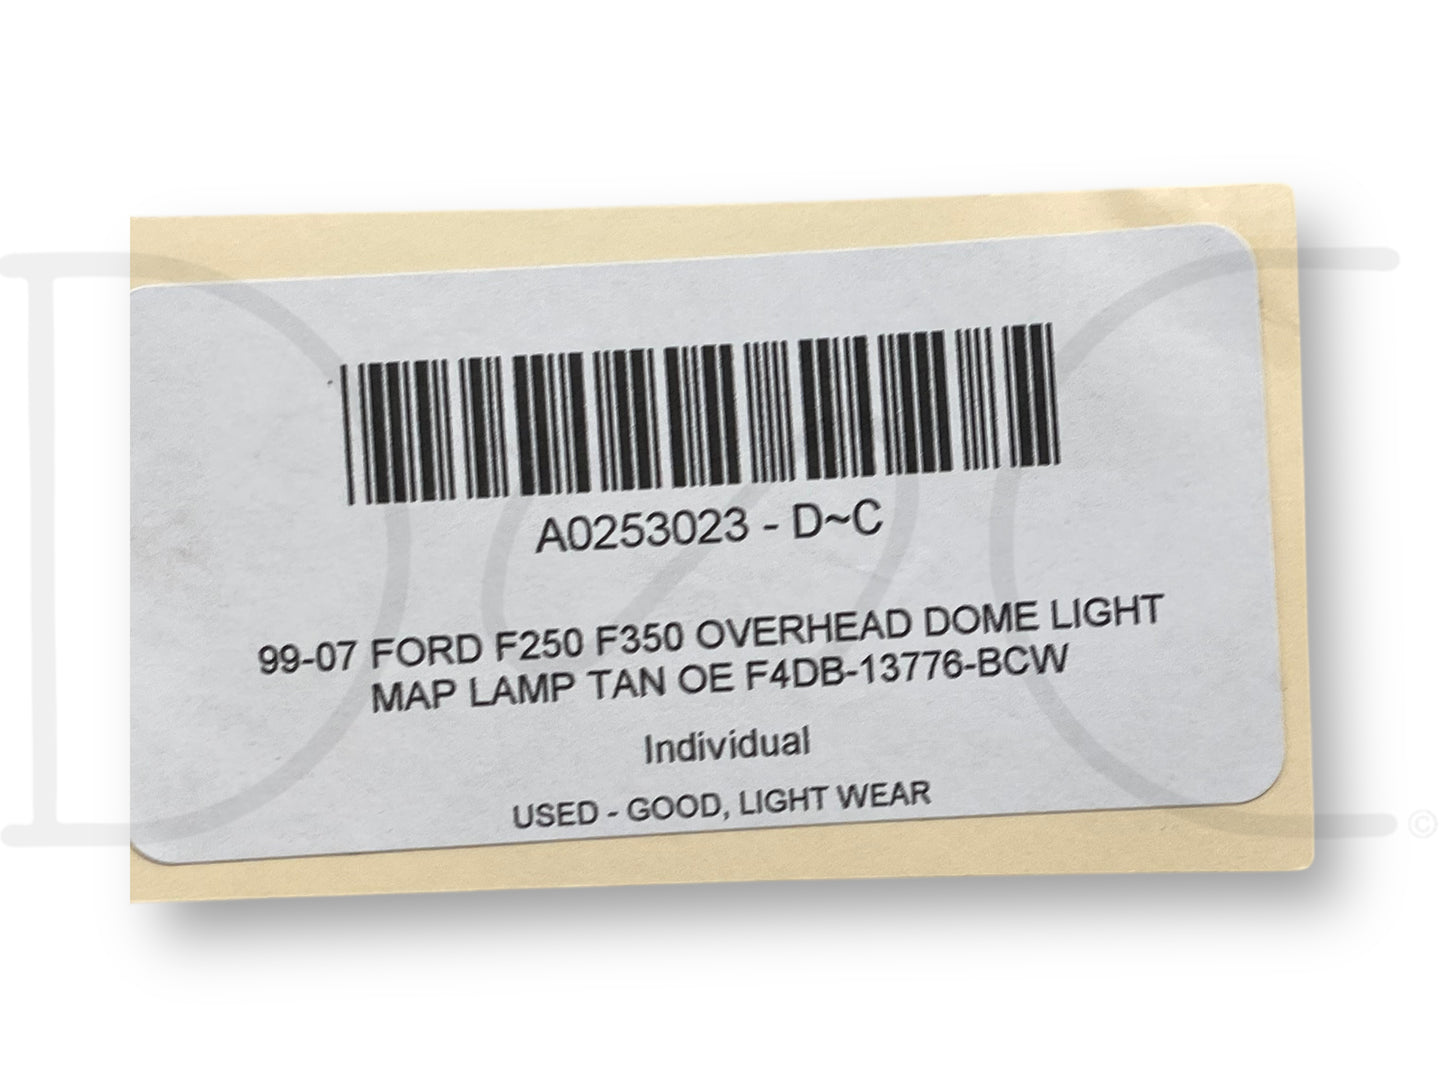 A0253023 - D~C
99-07 FORD F250 F350 OVERHEAD DOME LIGHT
MAP LAMP TAN OE F4DB-13776-BCW
Individual
USED - GOOD, LIGHT WEAR
©